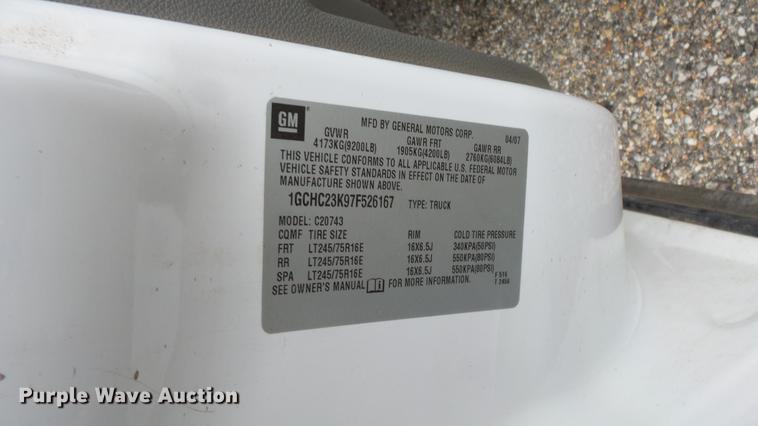 GM ®
MFD BY GENERAL MOTORS CORP. 04/07
GVWR GAWR FRT GAWR RR
4173KG(9200LB) 1905KG(4200LB) 2760KG(6084LB)
THIS VEHICLE CONFORMS TO ALL APPLICABLE U.S. FEDERAL MOTOR
VEHICLE SAFETY STANDARDS IN EFFECT ON THE DATE OF
MANUFACTURE SHOWN ABOVE.
1GCHC23K97F526167 TYPE: TRUCK
MODEL: C20743
CQMF TIRE SIZE RIM COLD TIRE PRESSURE
FRT LT245/75R16E 16X6.5J 340KPA(50PSI)
RR LT245/75R16E 16X6.5J 550KPA(80PSI)
SPA LT245/75R16E 16X6.5J 550KPA(80PSI)
SEE OWNER'S MANUAL FOR MORE INFORMATION.
F 516
Purple Wave Auction